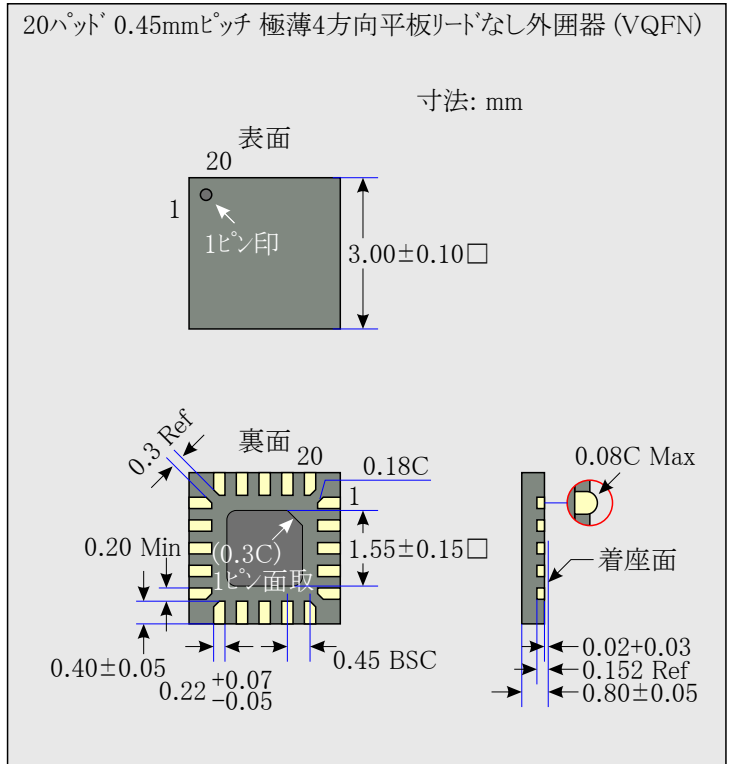 20ﾊﾟｯﾄﾞ 0.45mmﾋﾟｯﾁ 極薄4方向平板ﾘｰﾄﾞなし外囲器 (VQFN)
寸法: mm
表面
20
1
1ﾋﾟﾝ印
3.00±0.10□
0.3 Ref
裏面
20
0.18C
1
0.20 Min
(0.3C)
1ﾋﾟﾝ面取
1.55±0.15□
0.40±0.05
0.22 +0.07
-0.05
0.45 BSC
0.08C Max
着座面
0.02+0.03
0.152 Ref
0.80±0.05